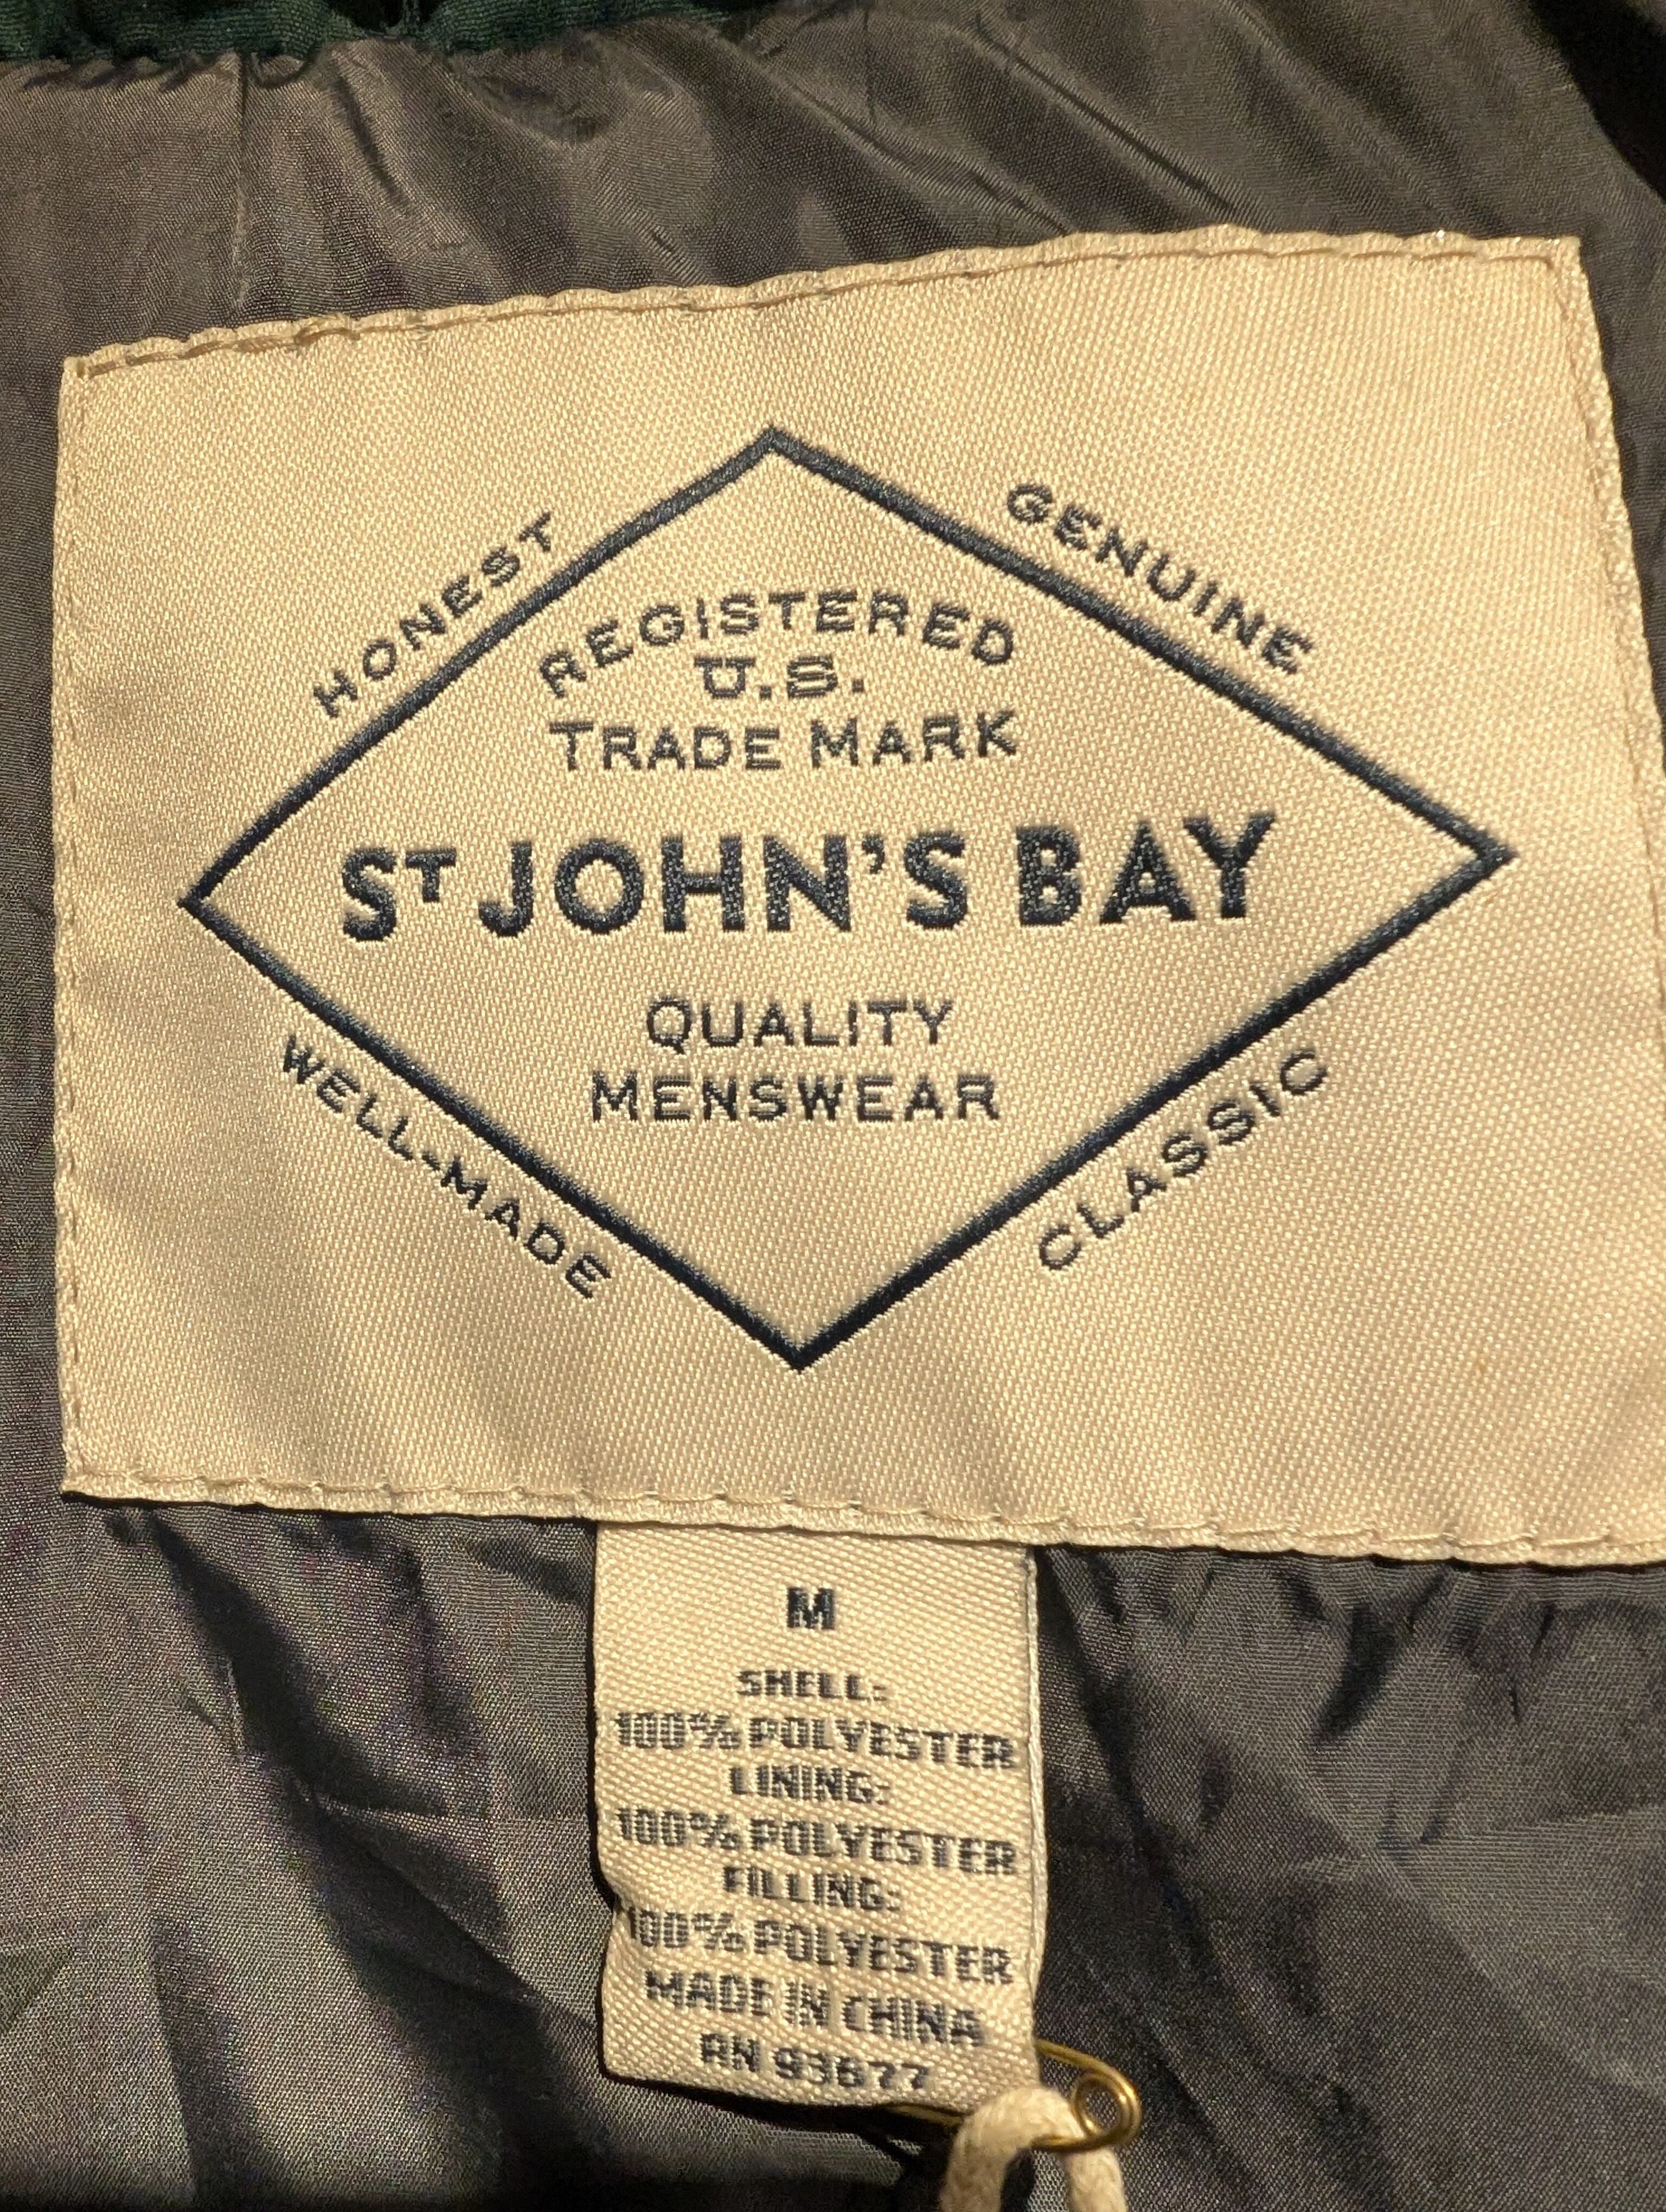 HONEST
GENUINE
REGISTERED
U.S.
TRADE MARK
ST JOHN'S BAY
QUALITY
MENSWEAR
WELL-MADE
CLASSIC
M
SHELL:
100% POLYESTER
LINING:
100% POLYESTER
FILLING:
100% POLYESTER
MADE IN CHINA
RN 93677